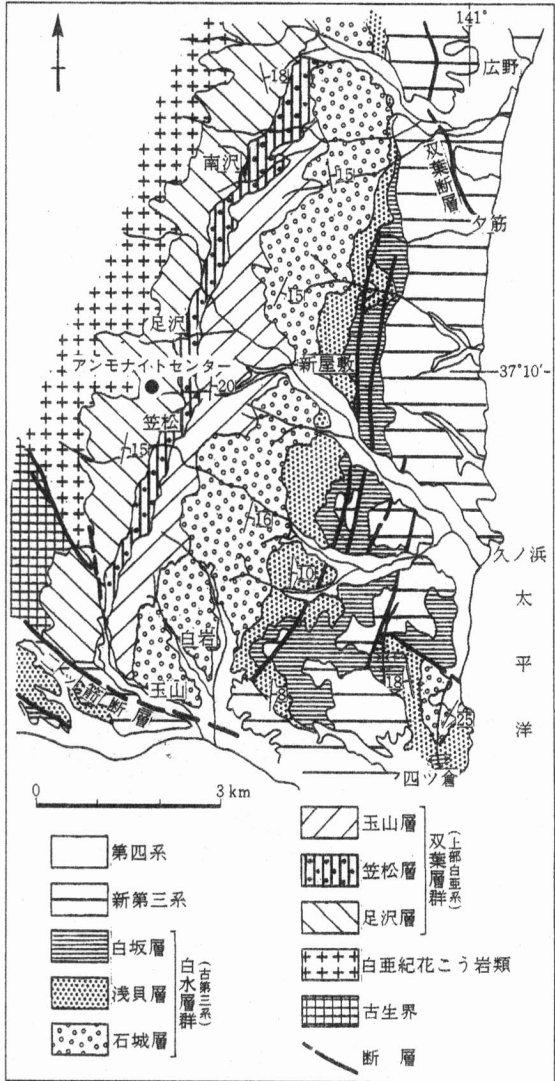 141°
広野
18
双葉断層
南沢
15
夕筋
15
足沢
新屋敷
アンモナイトセンター
37°10′
20
笠松
15
16
久ノ浜
10
太平洋
白岩
二ツ箭断層
玉山
8
18
25
四ツ倉
0 3 km
第四系
新第三系
白坂層
浅貝層
石城層
白水層群
(古第三系)
玉山層
笠松層
足沢層
双葉層群
(上部白亜系)
白亜紀花こう岩類
古生界
断層